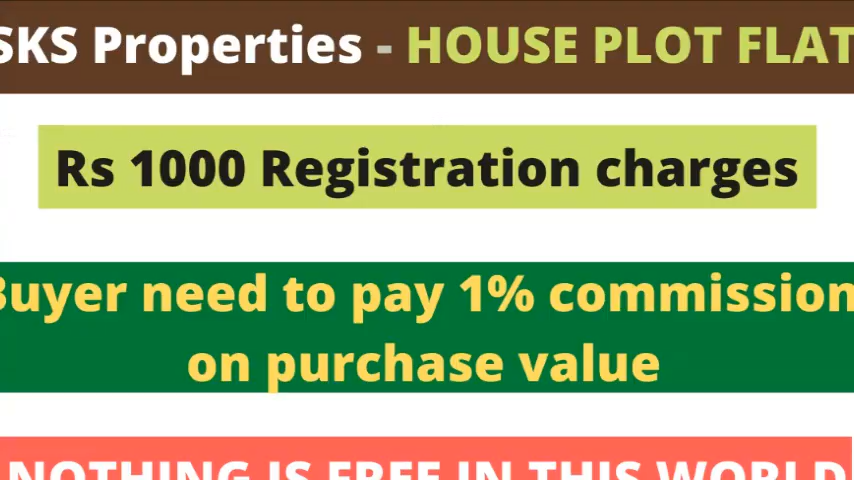 SKS Properties - HOUSE PLOT FLAT
Rs 1000 Registration charges
Buyer need to pay 1% commission
on purchase value
NOTHING IS FREE IN THIS WORLD